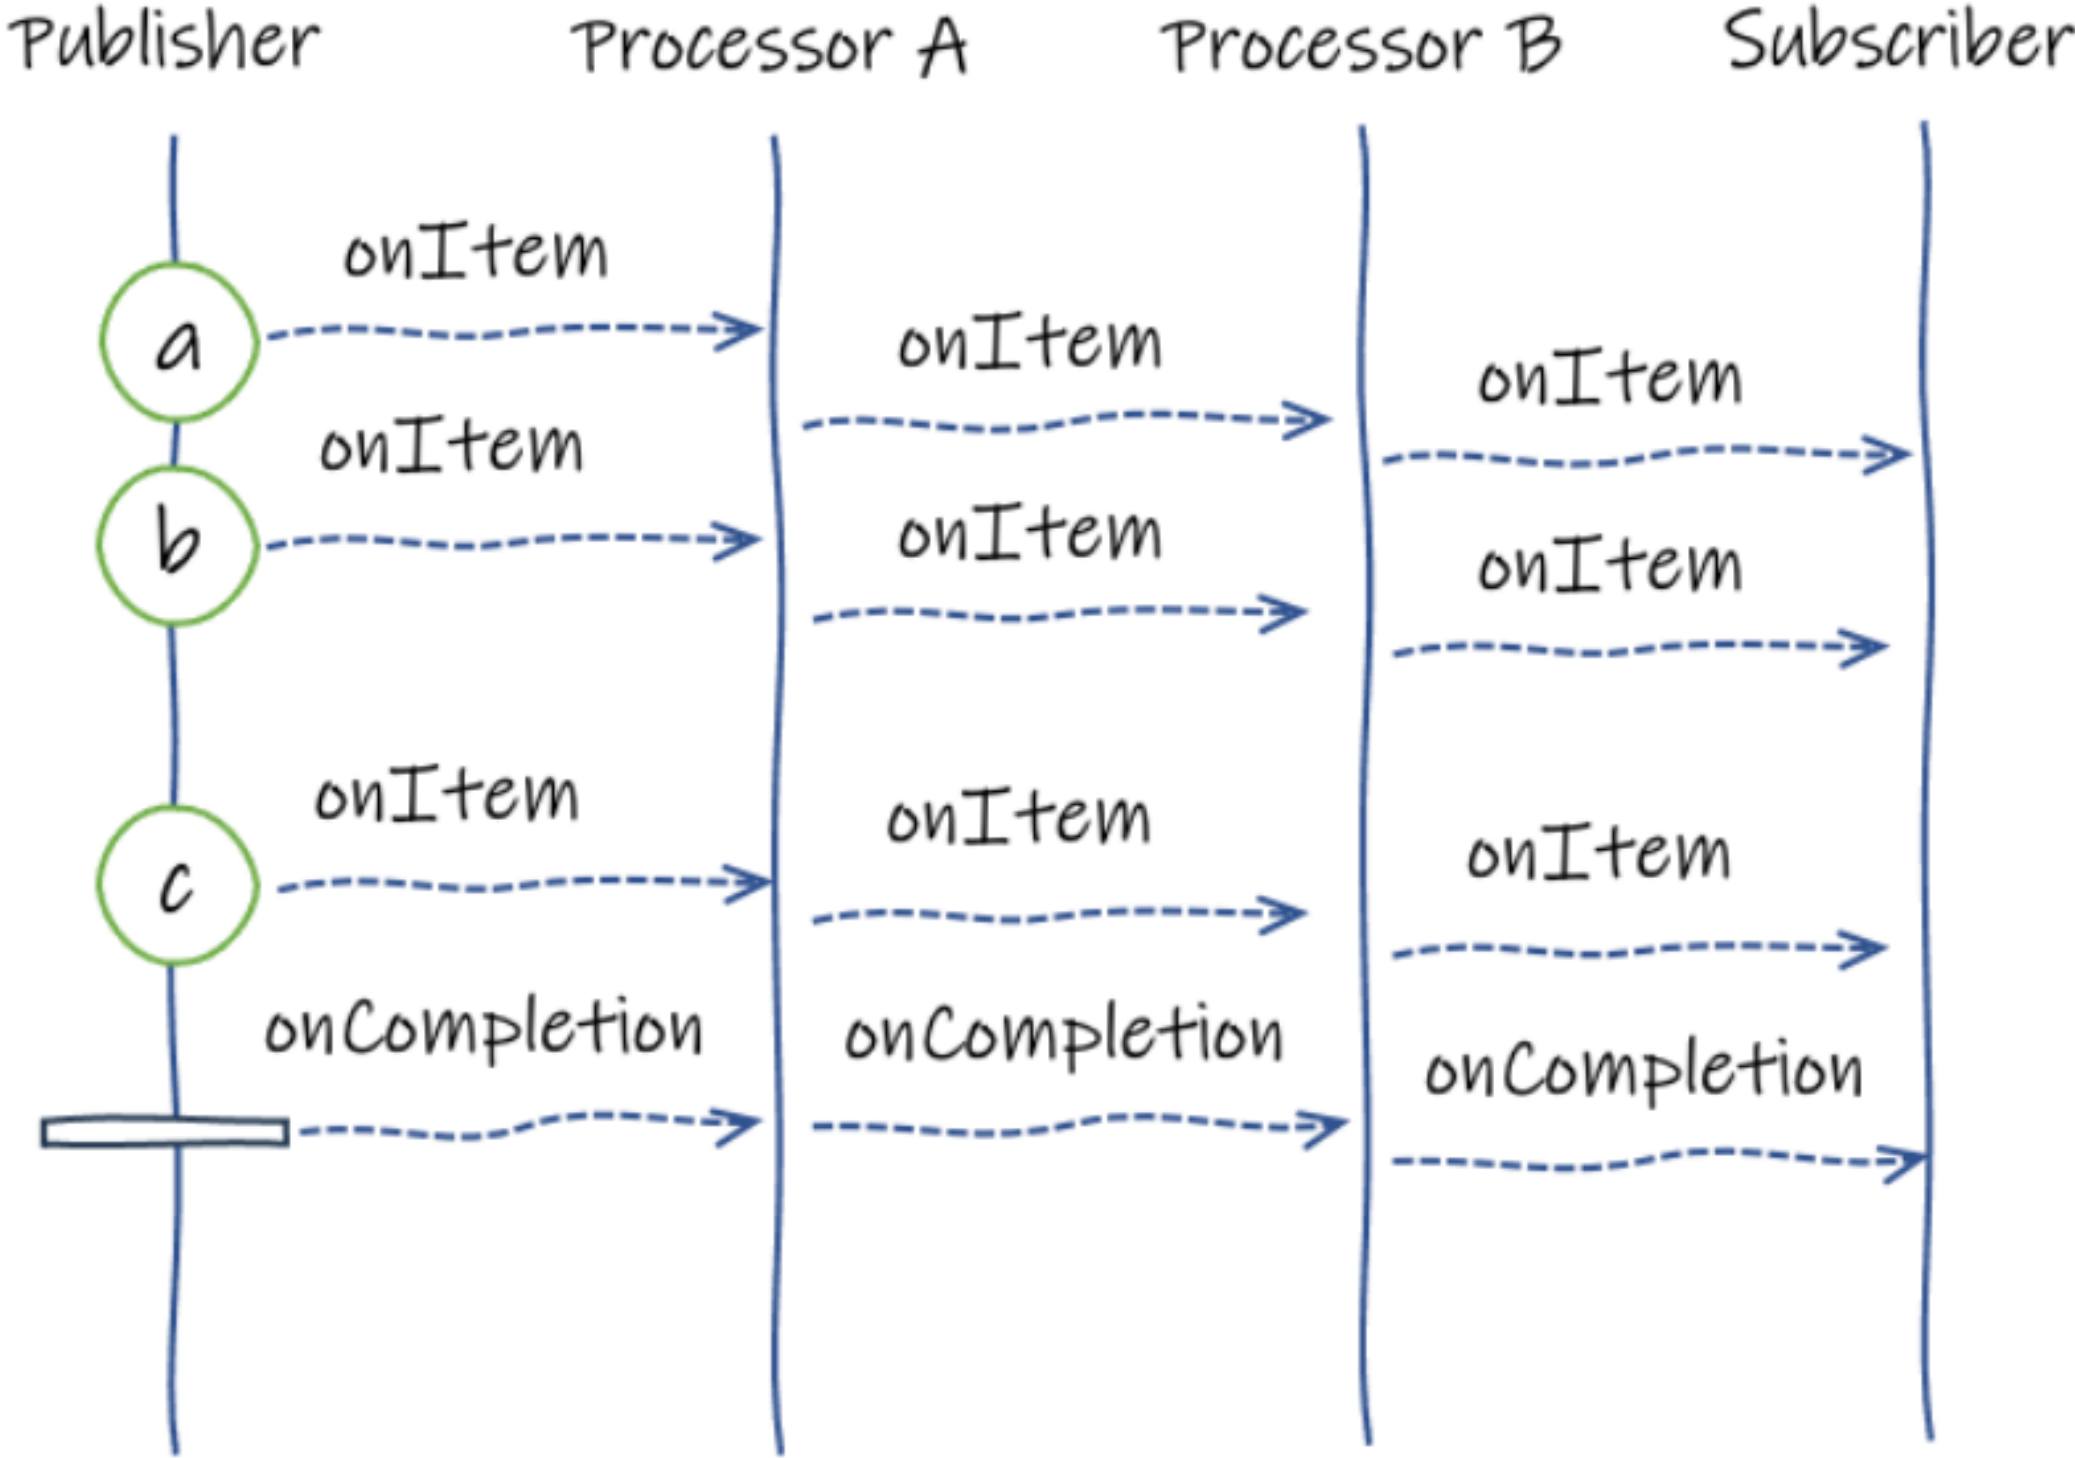 Publisher Processor A Processor B Subscriber
onItem
a
onItem
onItem
onItem
b
onItem
onItem
onItem
c
onItem
onItem
onCompletion
onCompletion
onCompletion